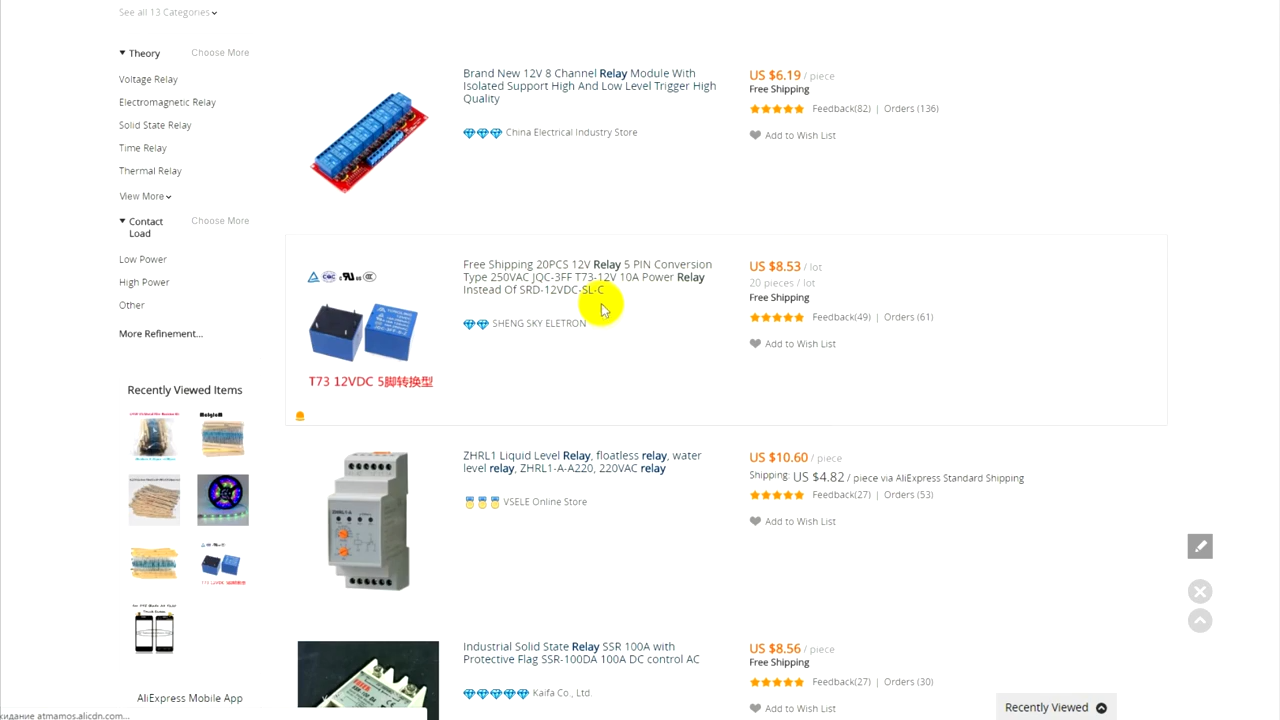 See all 13 Categories
Theory
Choose More
Voltage Relay
Electromagnetic Relay
Solid State Relay
Time Relay
Thermal Relay
View More
Contact Load
Choose More
Low Power
High Power
Other
More Refinement...
Recently Viewed Items
AliExpress Mobile App
Brand New 12V 8 Channel Relay Module With
Isolated Support High And Low Level Trigger High
Quality
China Electrical Industry Store
US $6.19 / piece
Free Shipping
Feedback(82) | Orders (136)
Add to Wish List
T73 12VDC 5脚转换型
Free Shipping 20PCS 12V Relay 5 PIN Conversion
Type 250VAC JQC-3FF T73-12V 10A Power Relay
Instead Of SRD-12VDC-SL-C
SHENG SKY ELETRON
US $8.53 / lot
20 pieces / lot
Free Shipping
Feedback(49) | Orders (61)
Add to Wish List
ZHRL1 Liquid Level Relay, floatless relay, water
level relay, ZHRL1-A-A220, 220VAC relay
VSELE Online Store
US $10.60 / piece
Shipping: US $4.82 / piece via AliExpress Standard Shipping
Feedback(27) | Orders (53)
Add to Wish List
Industrial Solid State Relay SSR 100A with
Protective Flag SSR-100DA 100A DC control AC
Kaifa Co., Ltd.
US $8.56 / piece
Free Shipping
Feedback(27) | Orders (30)
Add to Wish List
Recently Viewed
жидание atmamos.alicdn.com...